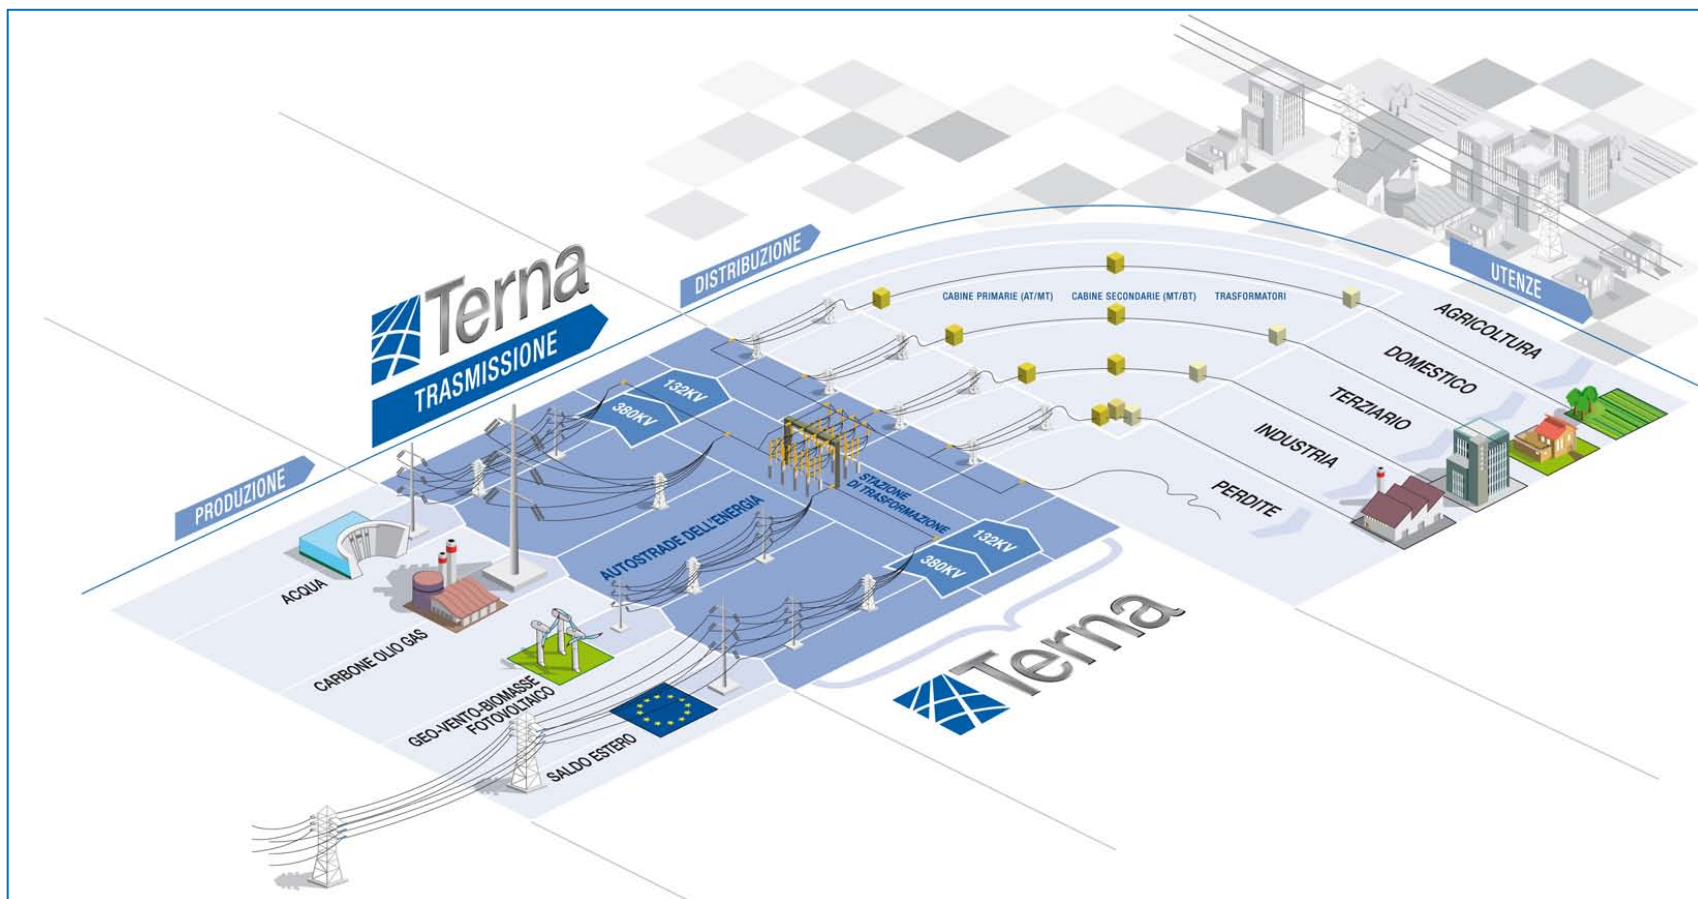 Terna
TRASMISSIONE
PRODUZIONE
DISTRIBUZIONE
UTENZE
CABINE PRIMARIE (AT/MT)
CABINE SECONDARIE (MT/BT)
TRASFORMATORI
132KV
380KV
AUTOSTRADE DELL'ENERGIA
STAZIONE
DI TRASFORMAZIONE
132KV
380KV
AGRICOLTURA
DOMESTICO
TERZIARIO
INDUSTRIA
PERDITE
ACQUA
CARBONE OLIO GAS
GEO-VENTO-BIOMASSE
FOTOVOLTAICO
SALDO ESTERO
Terna